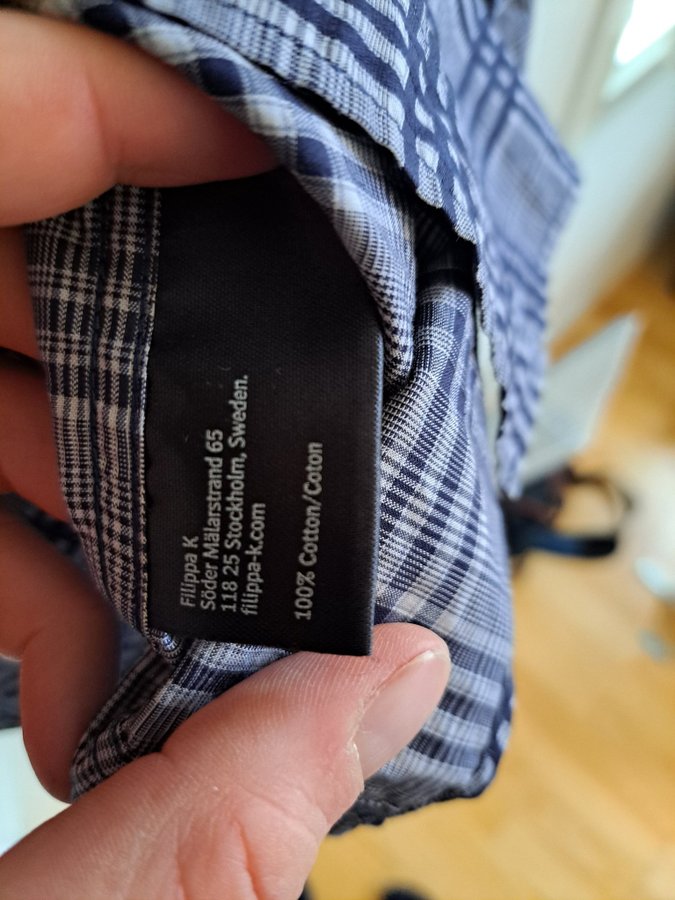 Filippa K
Söder Mälarstrand 65
118 25 Stockholm, Sweden.
filippa-k.com
100% Cotton/Coton